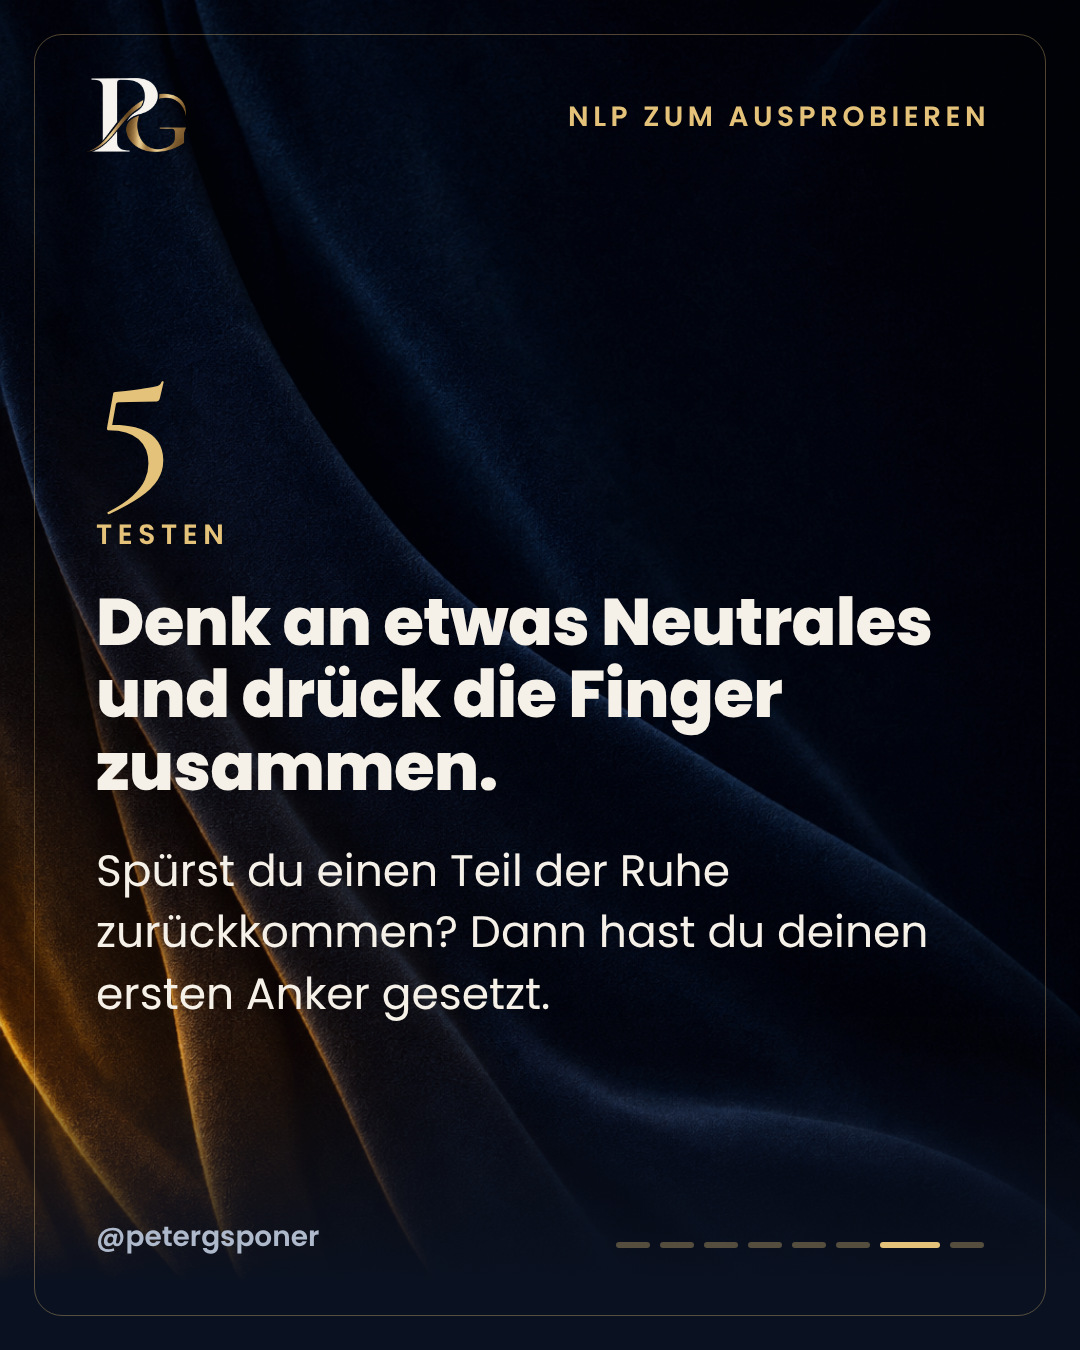 PG
NLP ZUM AUSPROBIEREN
5
TESTEN
Denk an etwas Neutrales
und drück die Finger
zusammen.
Spürst du einen Teil der Ruhe
zurückkommen? Dann hast du deinen
ersten Anker gesetzt.
@petergsponer